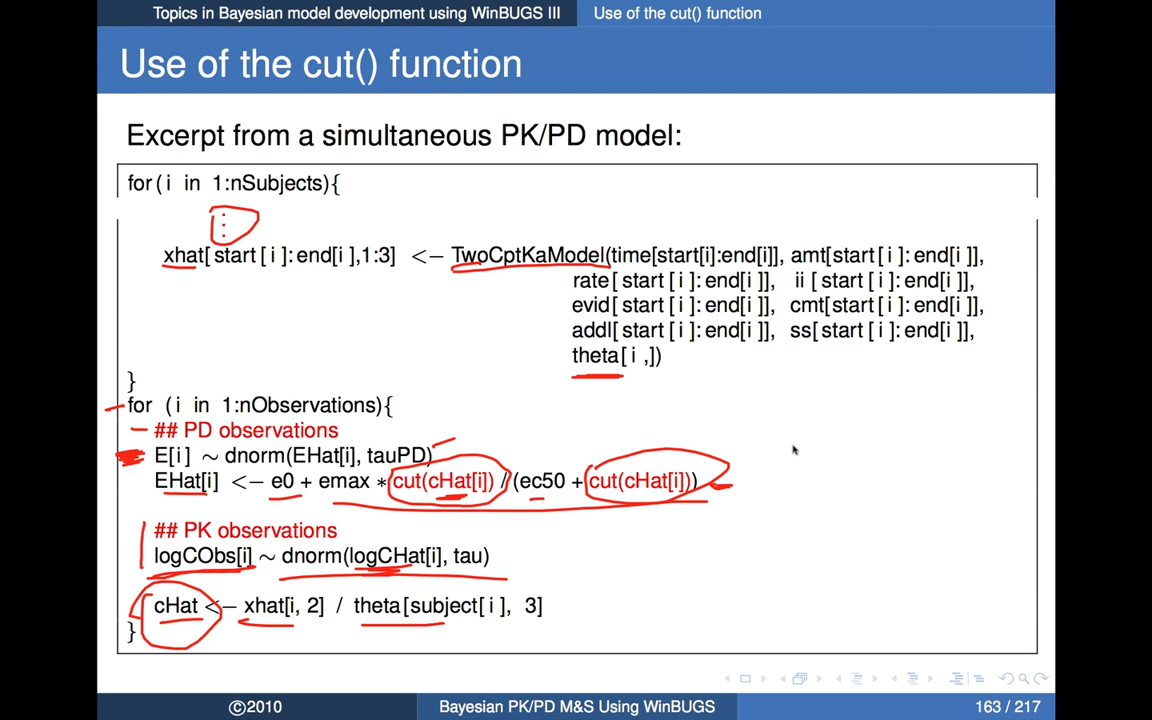 Topics in Bayesian model development using WinBUGS III Use of the cut() function
Use of the cut() function
Excerpt from a simultaneous PK/PD model:
for(i in 1:nSubjects){
⋮
xhat[start[i]:end[i],1:3] <− TwoCptKaModel(time[start[i]:end[i]], amt[start[i]:end[i]],
rate[start[i]:end[i]], ii[start[i]:end[i]],
evid[start[i]:end[i]], cmt[start[i]:end[i]],
addl[start[i]:end[i]], ss[start[i]:end[i]],
theta[i,])
}
for (i in 1:nObservations){
## PD observations
E[i] ~ dnorm(EHat[i], tauPD)
EHat[i] <− e0 + emax * cut(cHat[i]) / (ec50 + cut(cHat[i]))
## PK observations
logCObs[i] ~ dnorm(logCHat[i], tau)
cHat <− xhat[i, 2] / theta[subject[i], 3]
}
©2010 Bayesian PK/PD M&S Using WinBUGS 163 / 217